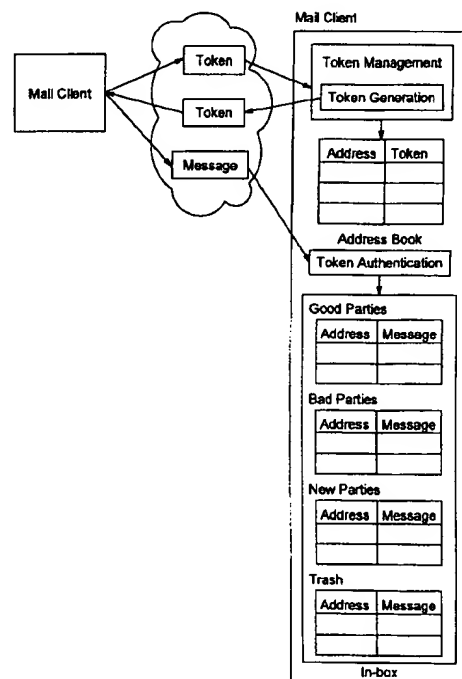 Mail Client
Token
Token Management
Mail Client
Token Generation
Token
Message
Address Token
Address Book
Token Authentication
Good Parties
Address Message
Bad Parties
Address Message
New Parties
Address Message
Trash
Address Message
In-box